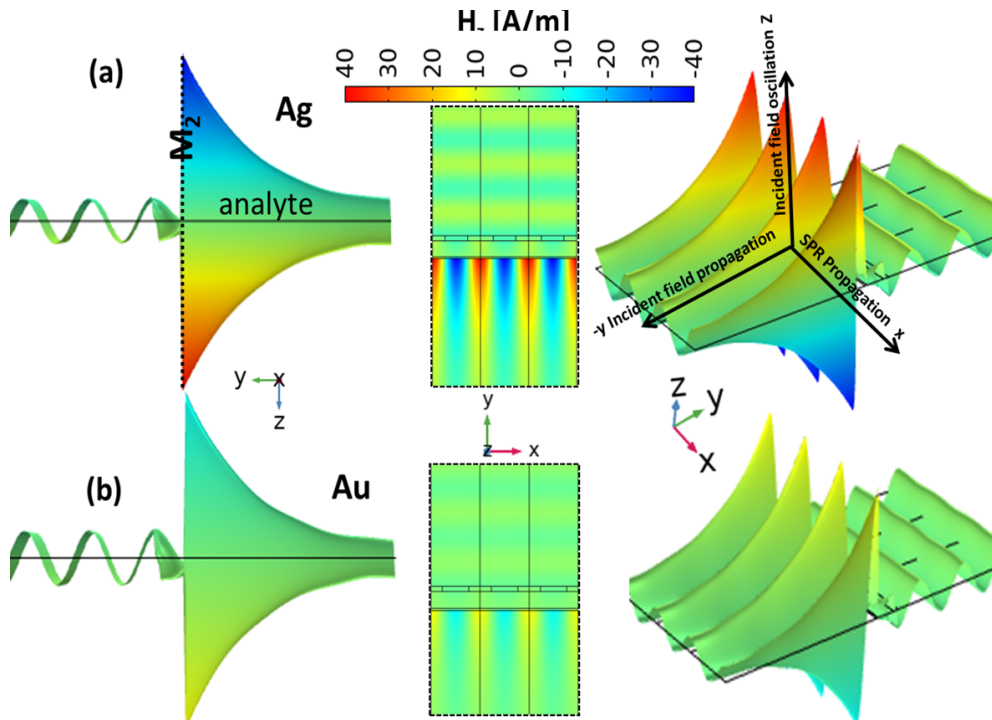 H_z [A/m]
40 30 20 10 0 -10 -20 -30 -40
(a)
Ag
M₂
analyte
Incident field oscillation Z
-y Incident field propagation
SPR Propagation x
y x
z
y
z x
z
y
x
(b)
Au